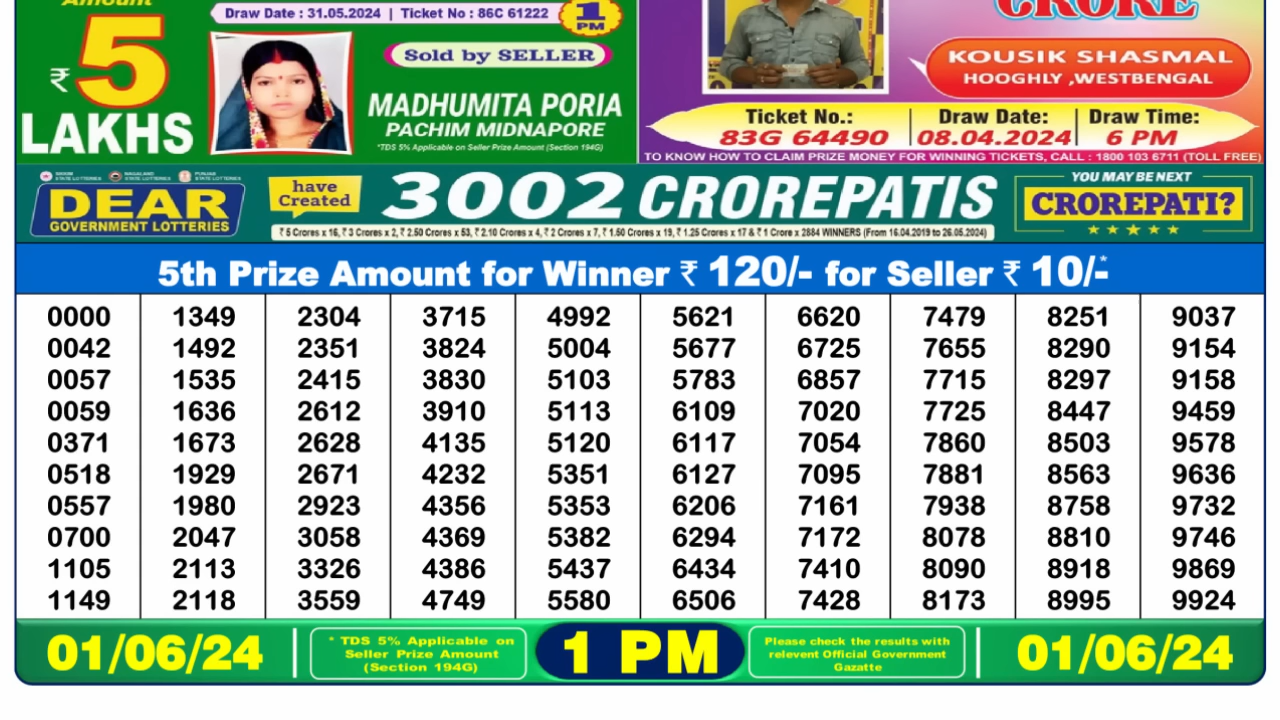 Amount
₹ 5
LAKHS
Draw Date : 31.05.2024 | Ticket No : 86C 61222
1
PM
Sold by SELLER
MADHUMITA PORIA
PACHIM MIDNAPORE
*TDS 5% Applicable on Seller Prize Amount (Section 194G)
CRORE
KOUSIK SHASMAL
HOOGHLY ,WESTBENGAL
Ticket No.: Draw Date: Draw Time:
83G 64490 08.04.2024 6 PM
TO KNOW HOW TO CLAIM PRIZE MONEY FOR WINNING TICKETS, CALL : 1800 103 6711 (TOLL FREE)
DEAR
GOVERNMENT LOTTERIES
have
Created
3002 CROREPATIS
₹ 5 Crores x 16, ₹ 3 Crores x 2, ₹ 2.50 Crores x 53, ₹ 2.10 Crores x 4, ₹ 2 Crores x 7, ₹ 1.50 Crores x 19, ₹ 1.25 Crores x 17 & ₹ 1 Crore x 2884 WINNERS (From 16.04.2019 to 26.05.2024)
YOU MAY BE NEXT
CROREPATI?
5th Prize Amount for Winner ₹ 120/- for Seller ₹ 10/-*
0000 1349 2304 3715 4992 5621 6620 7479 8251 9037
0042 1492 2351 3824 5004 5677 6725 7655 8290 9154
0057 1535 2415 3830 5103 5783 6857 7715 8297 9158
0059 1636 2612 3910 5113 6109 7020 7725 8447 9459
0371 1673 2628 4135 5120 6117 7054 7860 8503 9578
0518 1929 2671 4232 5351 6127 7095 7881 8563 9636
0557 1980 2923 4356 5353 6206 7161 7938 8758 9732
0700 2047 3058 4369 5382 6294 7172 8078 8810 9746
1105 2113 3326 4386 5437 6434 7410 8090 8918 9869
1149 2118 3559 4749 5580 6506 7428 8173 8995 9924
01/06/24
* TDS 5% Applicable on
Seller Prize Amount
(Section 194G)
1 PM
Please check the results with
relevent Official Government
Gazatte
01/06/24